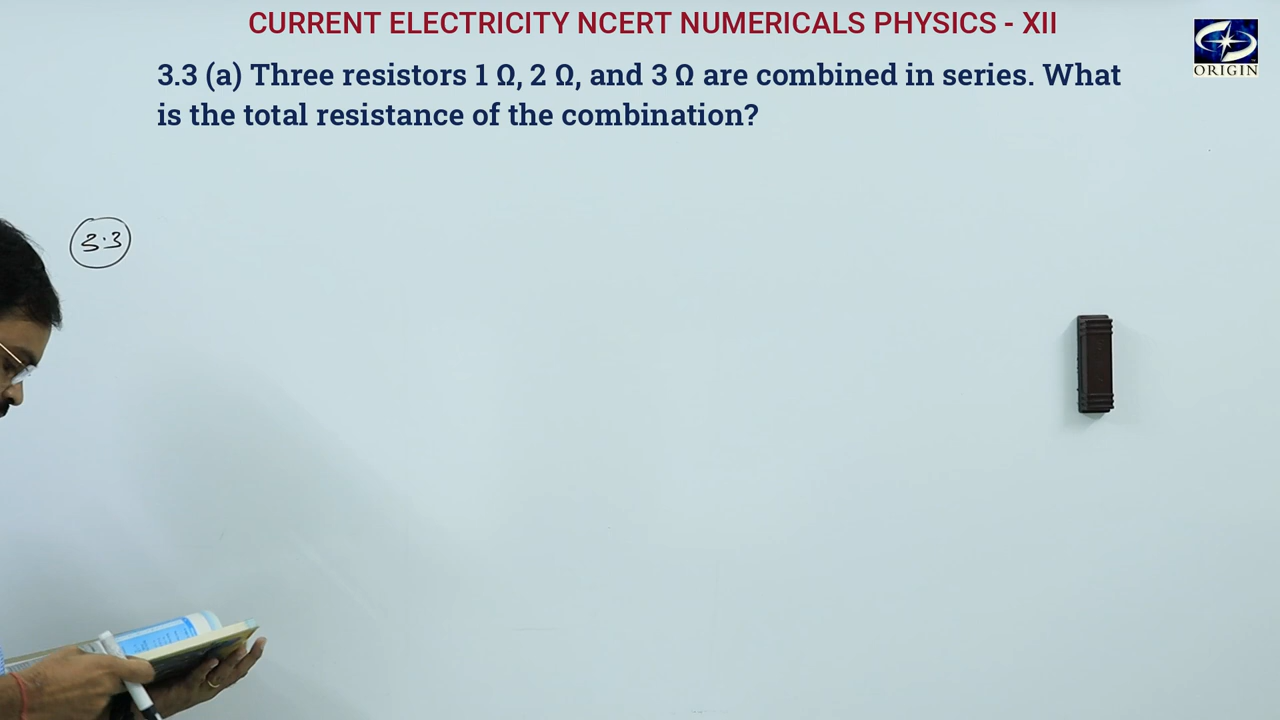 CURRENT ELECTRICITY NCERT NUMERICALS PHYSICS - XII
ORIGIN
3.3 (a) Three resistors 1 Ω, 2 Ω, and 3 Ω are combined in series. What
is the total resistance of the combination?
3.3